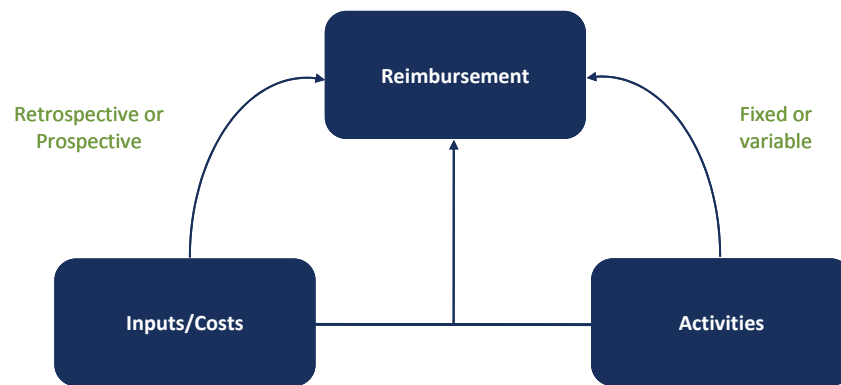 Reimbursement
Retrospective or
Prospective
Fixed or
variable
Inputs/Costs
Activities